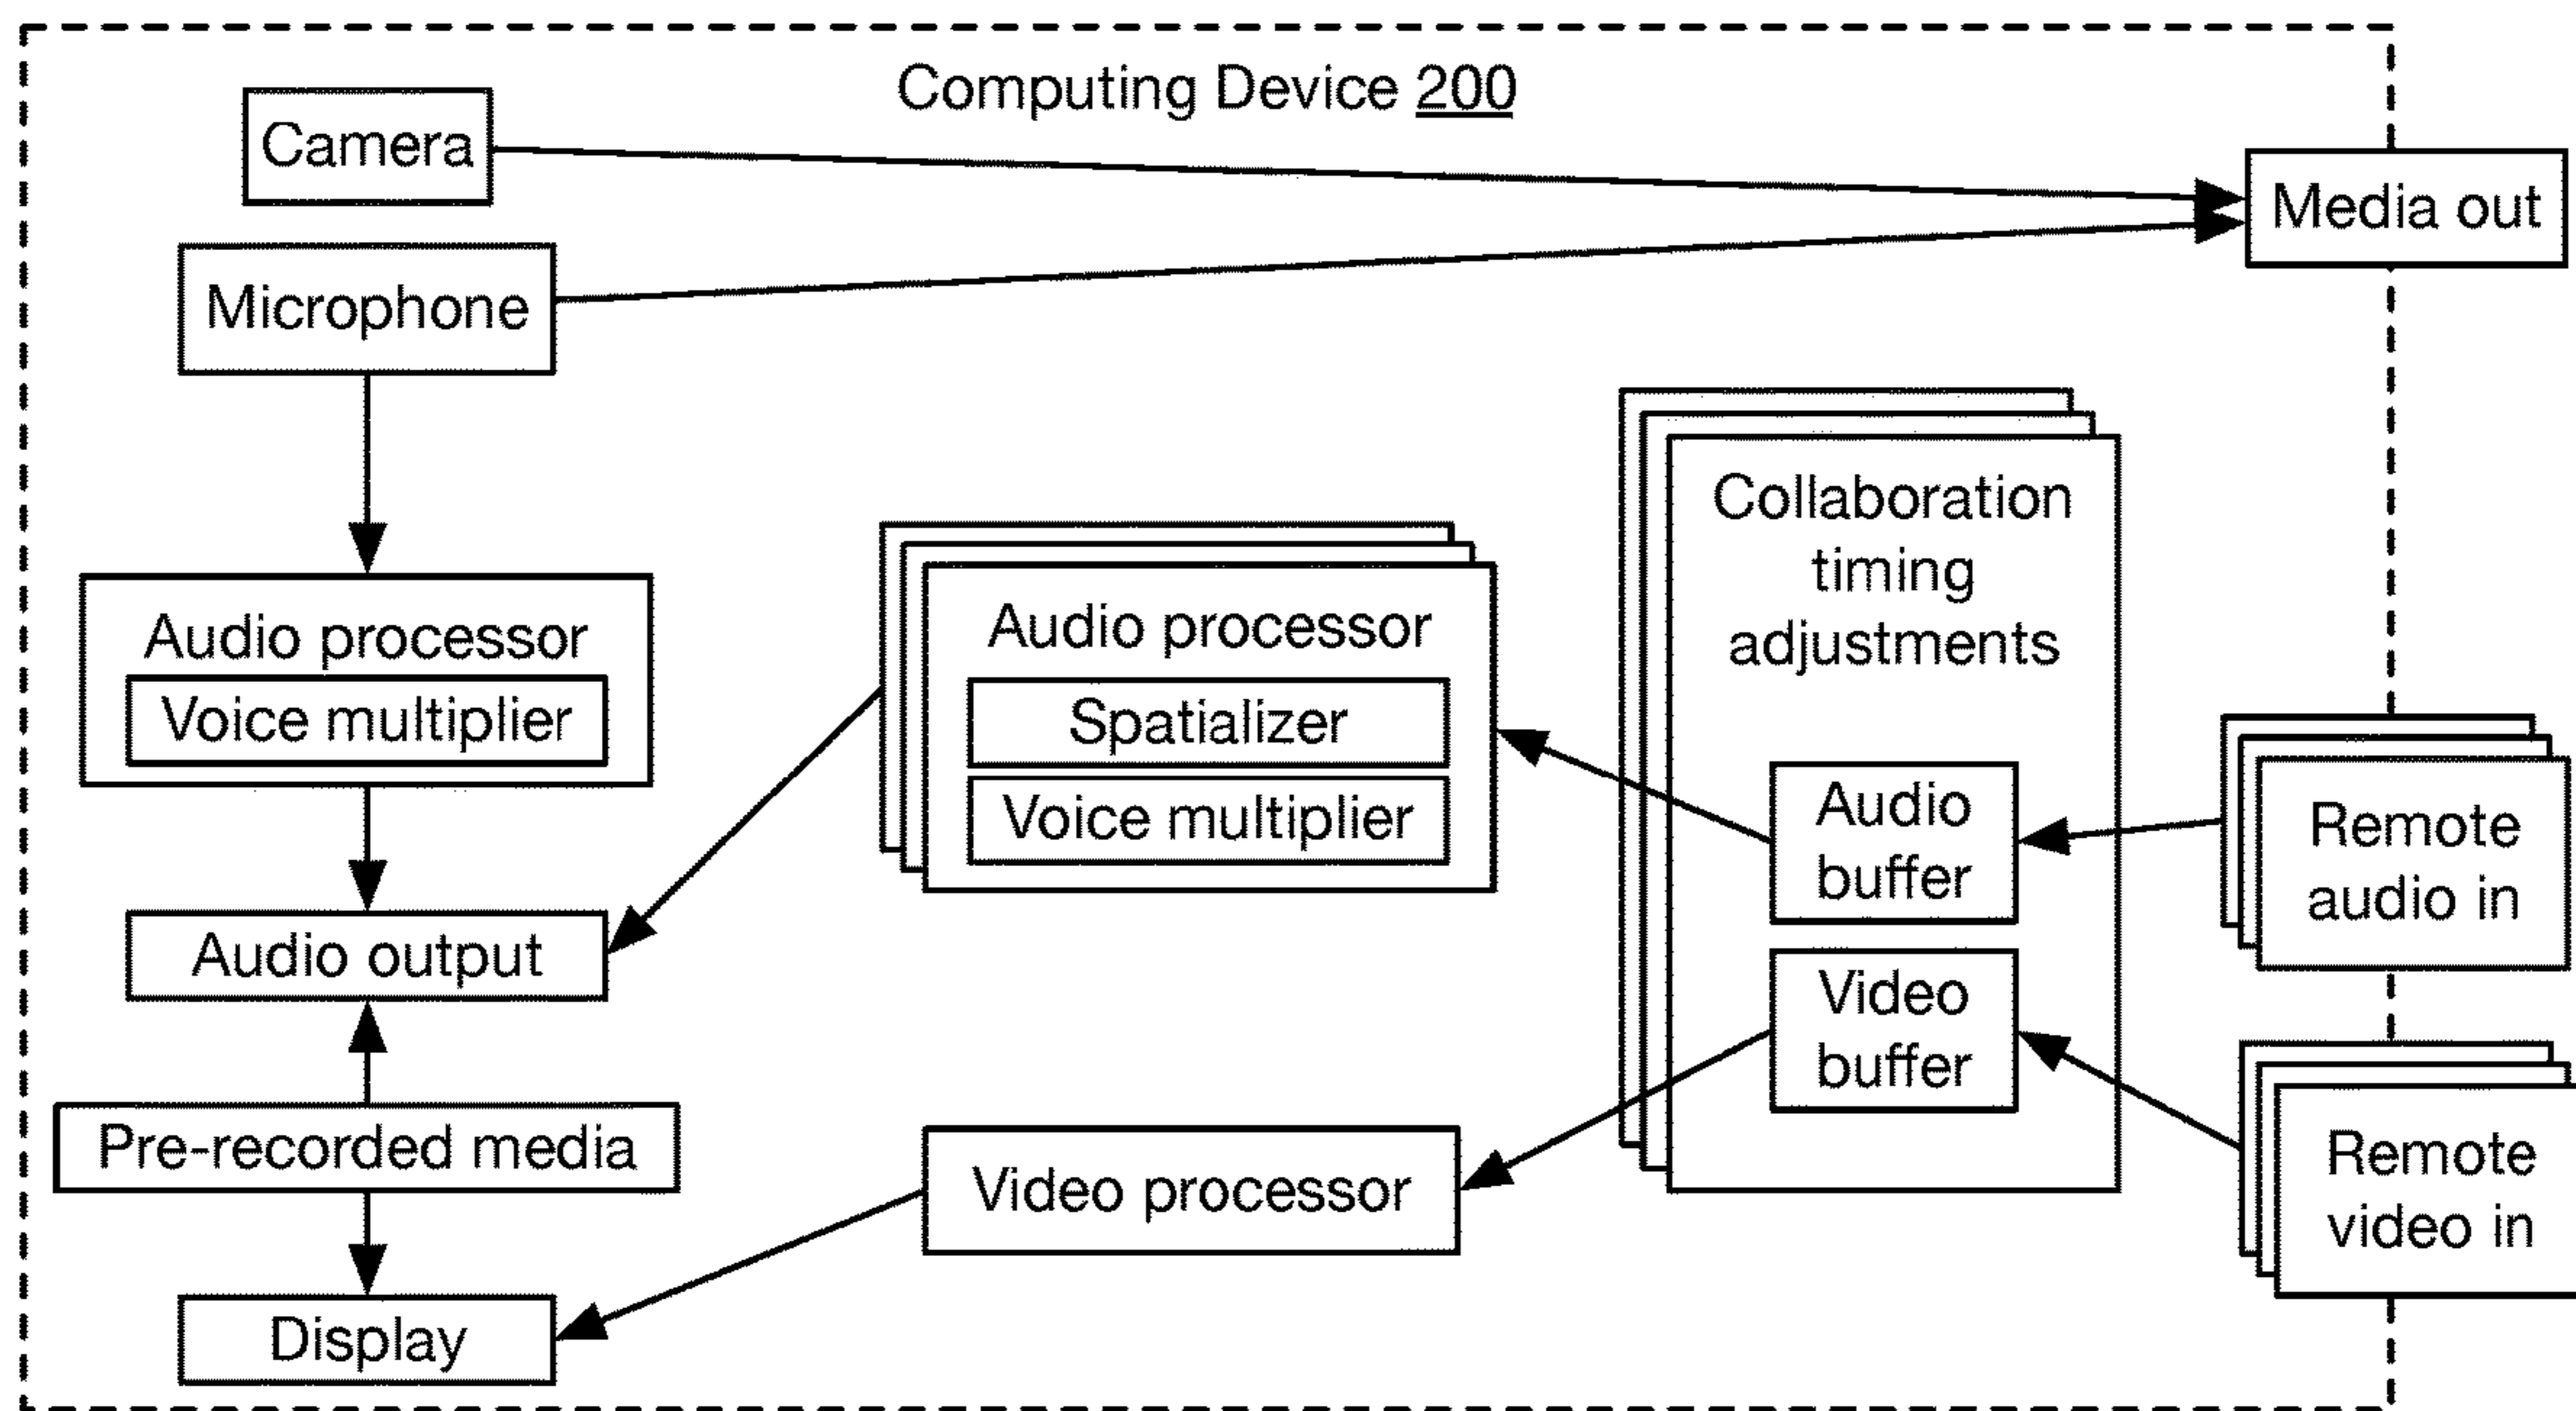 Computing Device 200
Camera
Media out
Microphone
Collaboration
timing
adjustments
Audio processor
Voice multiplier
Audio processor
Spatializer
Voice multiplier
Audio
buffer
Remote
audio in
Audio output
Video
buffer
Pre-recorded media
Video processor
Remote
video in
Display